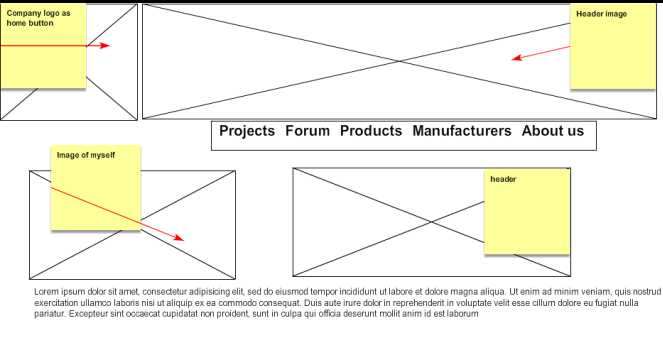 Company logo as
home button
Header image
Projects Forum Products Manufacturers About us
Image of myself
header
Lorem ipsum dolor sit amet, consectetur adipisicing elit, sed do eiusmod tempor incididunt ut labore et dolore magna aliqua. Ut enim ad minim veniam, quis nostrud
exercitation ullamco laboris nisi ut aliquip ex ea commodo consequat. Duis aute irure dolor in reprehenderit in voluptate velit esse cillum dolore eu fugiat nulla
pariatur. Excepteur sint occaecat cupidatat non proident, sunt in culpa qui officia deserunt mollit anim id est laborum